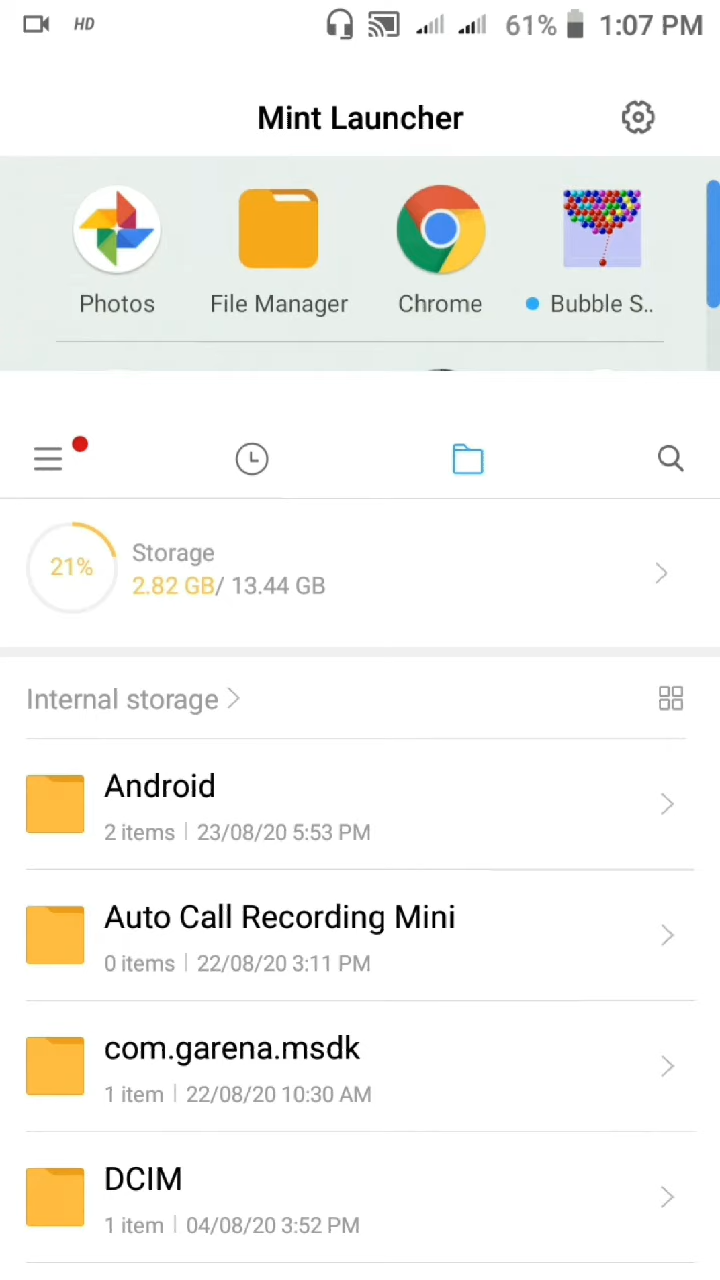 HD 61% 1:07 PM
Mint Launcher
Photos File Manager Chrome Bubble S..
21%
Storage
2.82 GB/ 13.44 GB
Internal storage
Android
2 items | 23/08/20 5:53 PM
Auto Call Recording Mini
0 items | 22/08/20 3:11 PM
com.garena.msdk
1 item | 22/08/20 10:30 AM
DCIM
1 item | 04/08/20 3:52 PM